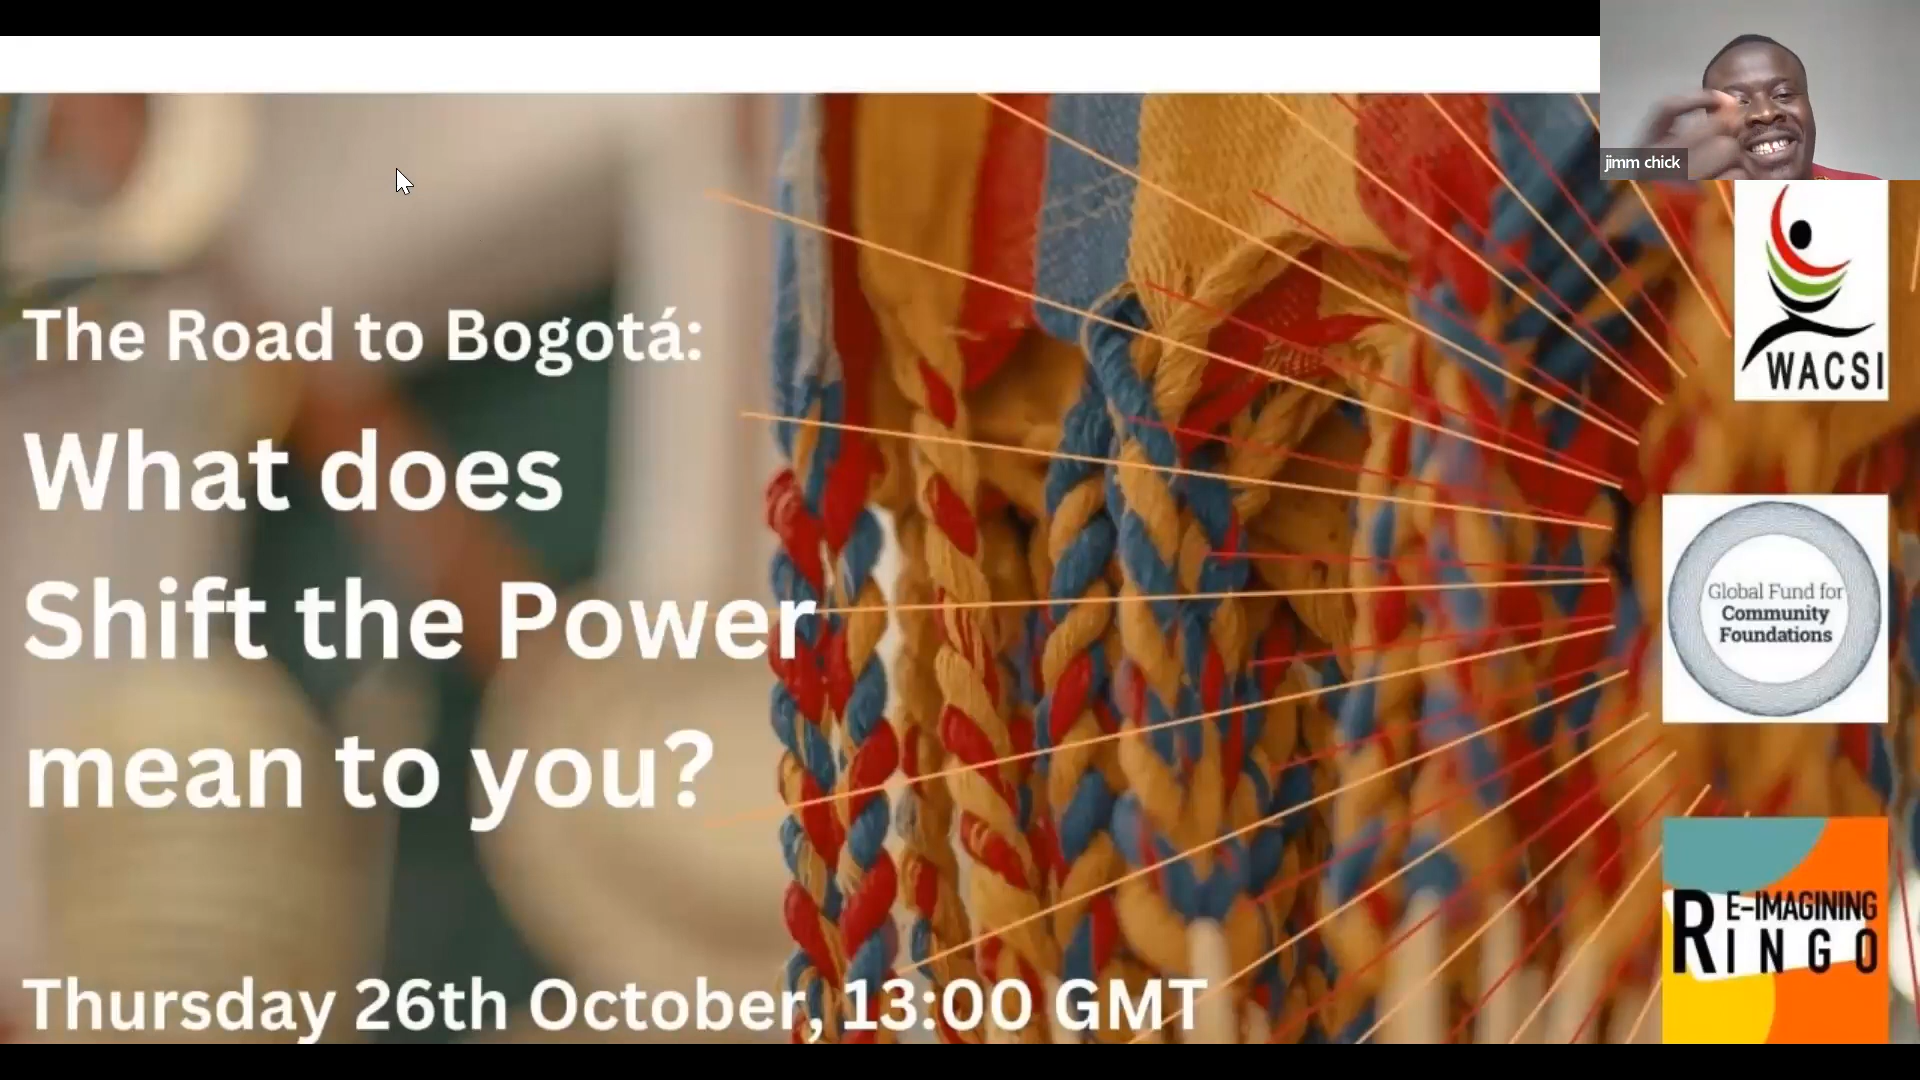 jimm chick
The Road to Bogotá:
What does
Shift the Power
mean to you?
Thursday 26th October, 13:00 GMT
WACSI
Global Fund for
Community
Foundations
RE-IMAGINING
RINGO